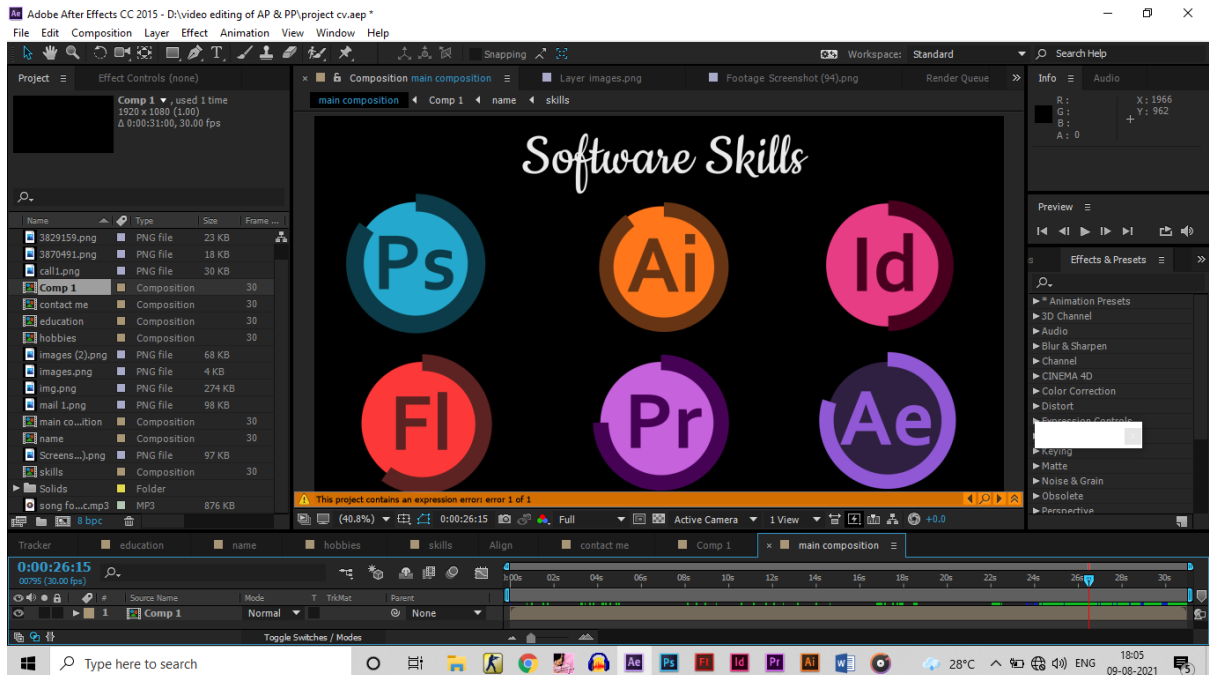 Adobe After Effects CC 2015 - D:\video editing of AP & PP\project cv.aep *
File Edit Composition Layer Effect Animation View Window Help
Snapping Workspace: Standard Search Help
Project Effect Controls (none) Composition main composition Layer images.png Footage Screenshot (94).png Render Queue Info Audio
main composition Comp 1 name skills
Comp 1 , used 1 time
1920 x 1080 (1.00)
Δ 0:00:31:00, 30.00 fps
R : X : 1966
G : Y : 962
B :
A : 0
Software Skills
Name Type Size Frame ...
3829159.png PNG file 23 KB
3870491.png PNG file 18 KB
call1.png PNG file 30 KB
Comp 1 Composition 30
contact me Composition 30
education Composition 30
hobbies Composition 30
images (2).png PNG file 68 KB
images.png PNG file 4 KB
img.png PNG file 274 KB
mail 1.png PNG file 98 KB
main co...ition Composition 30
name Composition 30
Screens...).png PNG file 97 KB
skills Composition 30
Solids Folder
song fo...c.mp3 MP3 876 KB
8 bpc
Ps Ai Id
Fl Pr Ae
This project contains an expression error: error 1 of 1
(40.8%) 0:00:26:15 Full Active Camera 1 View +0.0
Preview
s Effects & Presets
* Animation Presets
3D Channel
Audio
Blur & Sharpen
Channel
CINEMA 4D
Color Correction
Distort
Expression Controls
Keying
Matte
Noise & Grain
Obsolete
Perspective
Tracker education name hobbies skills Align contact me Comp 1 main composition
0:00:26:15
00795 (30.00 fps)
00s 02s 04s 06s 08s 10s 12s 14s 16s 18s 20s 22s 24s 26s 28s 30s
# Source Name Mode T TrkMat Parent
1 Comp 1 Normal None
Toggle Switches / Modes
Type here to search Ae Ps Fl Id Pr Ai W 28°C ENG 18:05
09-08-2021 5